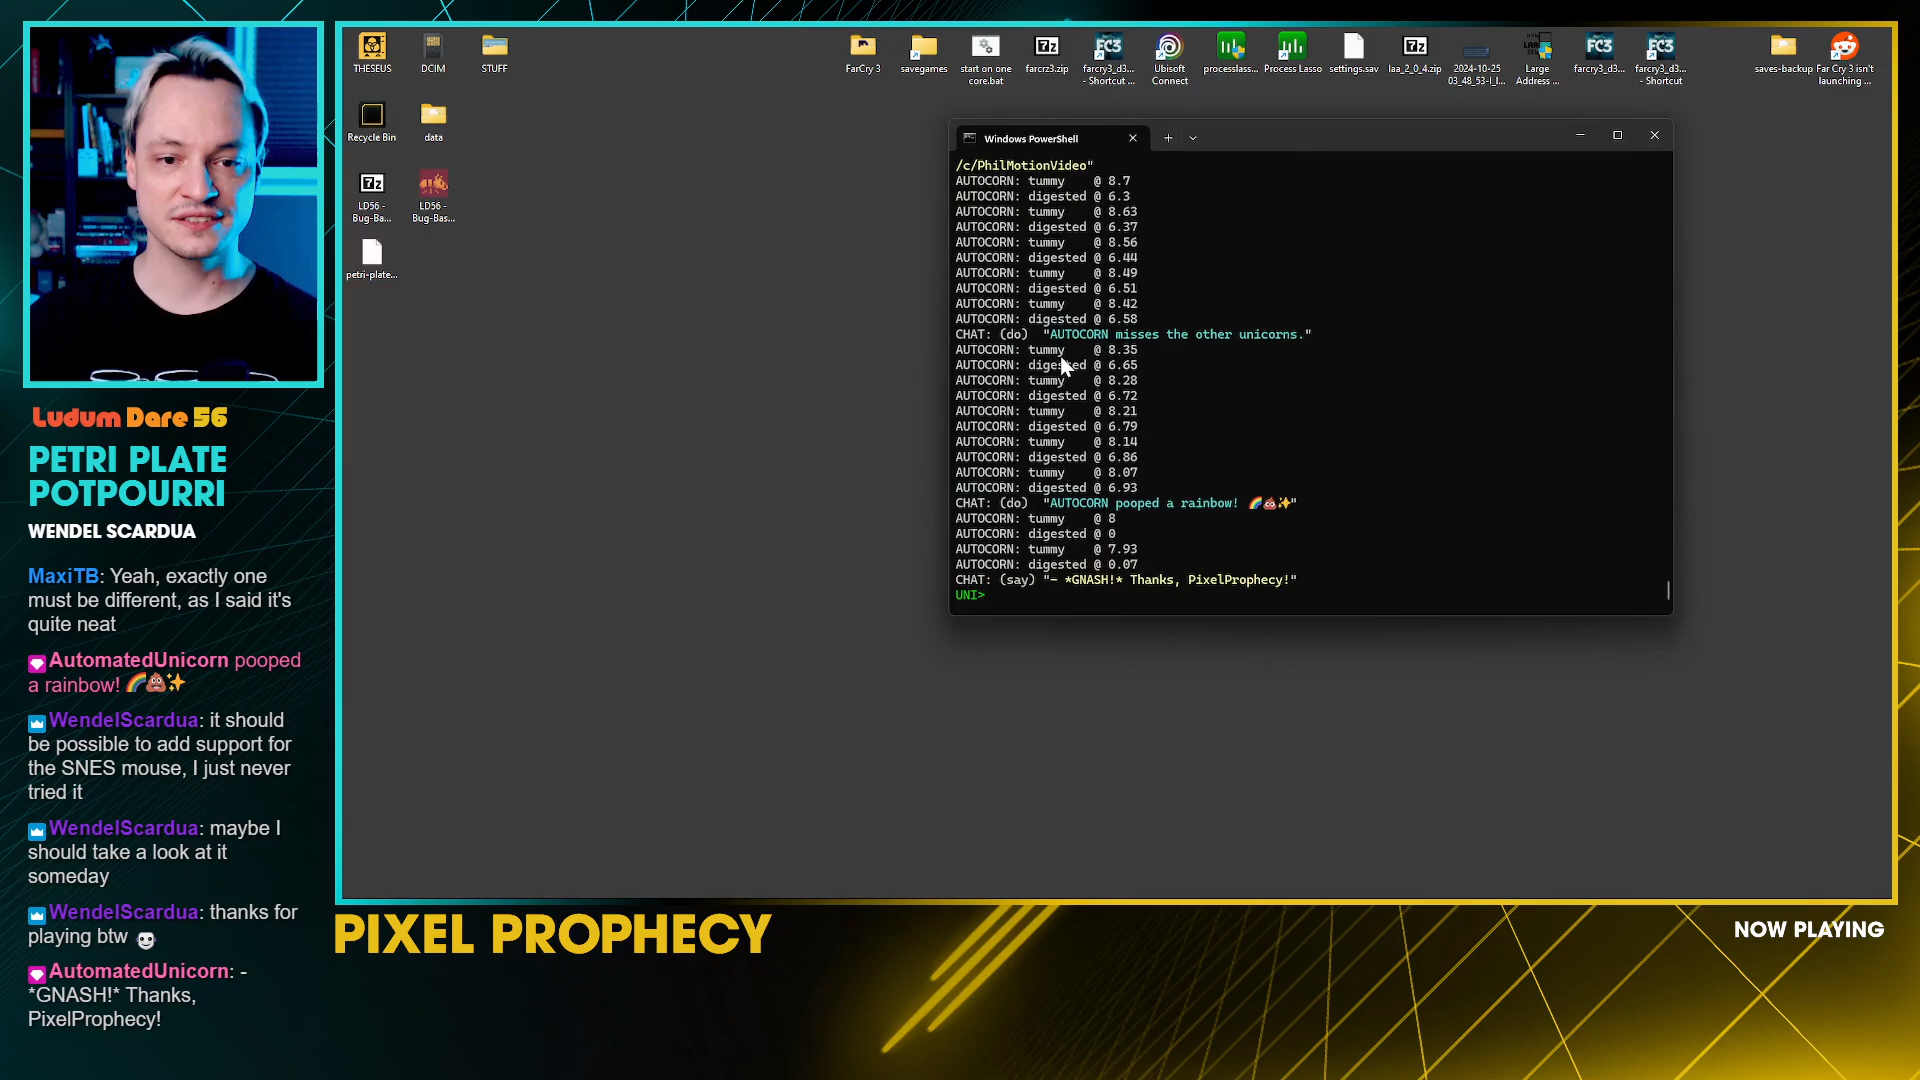 THESEUS
DCIM
STUFF
FarCry 3
savegames
start on one
core.bat
farcrz3.zip
farcry3_d3...
- Shortcut
Ubisoft
Connect
processlass...
Process Lasso
settings.sav
laa_2_0_4.zip
2024-10-25
03_48_53-I_I...
Large
Address ...
farcry3_d3...
farcry3_d3...
- Shortcut
saves-backup
Far Cry 3 isn't
launching ...
Recycle Bin
data
LD56 -
Bug-Ba...
LD56 -
Bug-Bas...
petri-plate...
Windows PowerShell
/c/PhilMotionVideo"
AUTOCORN: tummy @ 8.7
AUTOCORN: digested @ 6.3
AUTOCORN: tummy @ 8.63
AUTOCORN: digested @ 6.37
AUTOCORN: tummy @ 8.56
AUTOCORN: digested @ 6.44
AUTOCORN: tummy @ 8.49
AUTOCORN: digested @ 6.51
AUTOCORN: tummy @ 8.42
AUTOCORN: digested @ 6.58
CHAT: (do) "AUTOCORN misses the other unicorns."
AUTOCORN: tummy @ 8.35
AUTOCORN: digested @ 6.65
AUTOCORN: tummy @ 8.28
AUTOCORN: digested @ 6.72
AUTOCORN: tummy @ 8.21
AUTOCORN: digested @ 6.79
AUTOCORN: tummy @ 8.14
AUTOCORN: digested @ 6.86
AUTOCORN: tummy @ 8.07
AUTOCORN: digested @ 6.93
CHAT: (do) "AUTOCORN pooped a rainbow! 🌈💩✨"
AUTOCORN: tummy @ 8
AUTOCORN: digested @ 0
AUTOCORN: tummy @ 7.93
AUTOCORN: digested @ 0.07
CHAT: (say) "- *GNASH!* Thanks, PixelProphecy!"
UNI>
Ludum Dare 56
PETRI PLATE
POTPOURRI
WENDEL SCARDUA
MaxiTB: Yeah, exactly one
must be different, as I said it's
quite neat
AutomatedUnicorn pooped
a rainbow! 🌈💩✨
WendelScardua: it should
be possible to add support for
the SNES mouse, I just never
tried it
WendelScardua: maybe I
should take a look at it
someday
WendelScardua: thanks for
playing btw
AutomatedUnicorn: -
*GNASH!* Thanks,
PixelProphecy!
PIXEL PROPHECY
NOW PLAYING